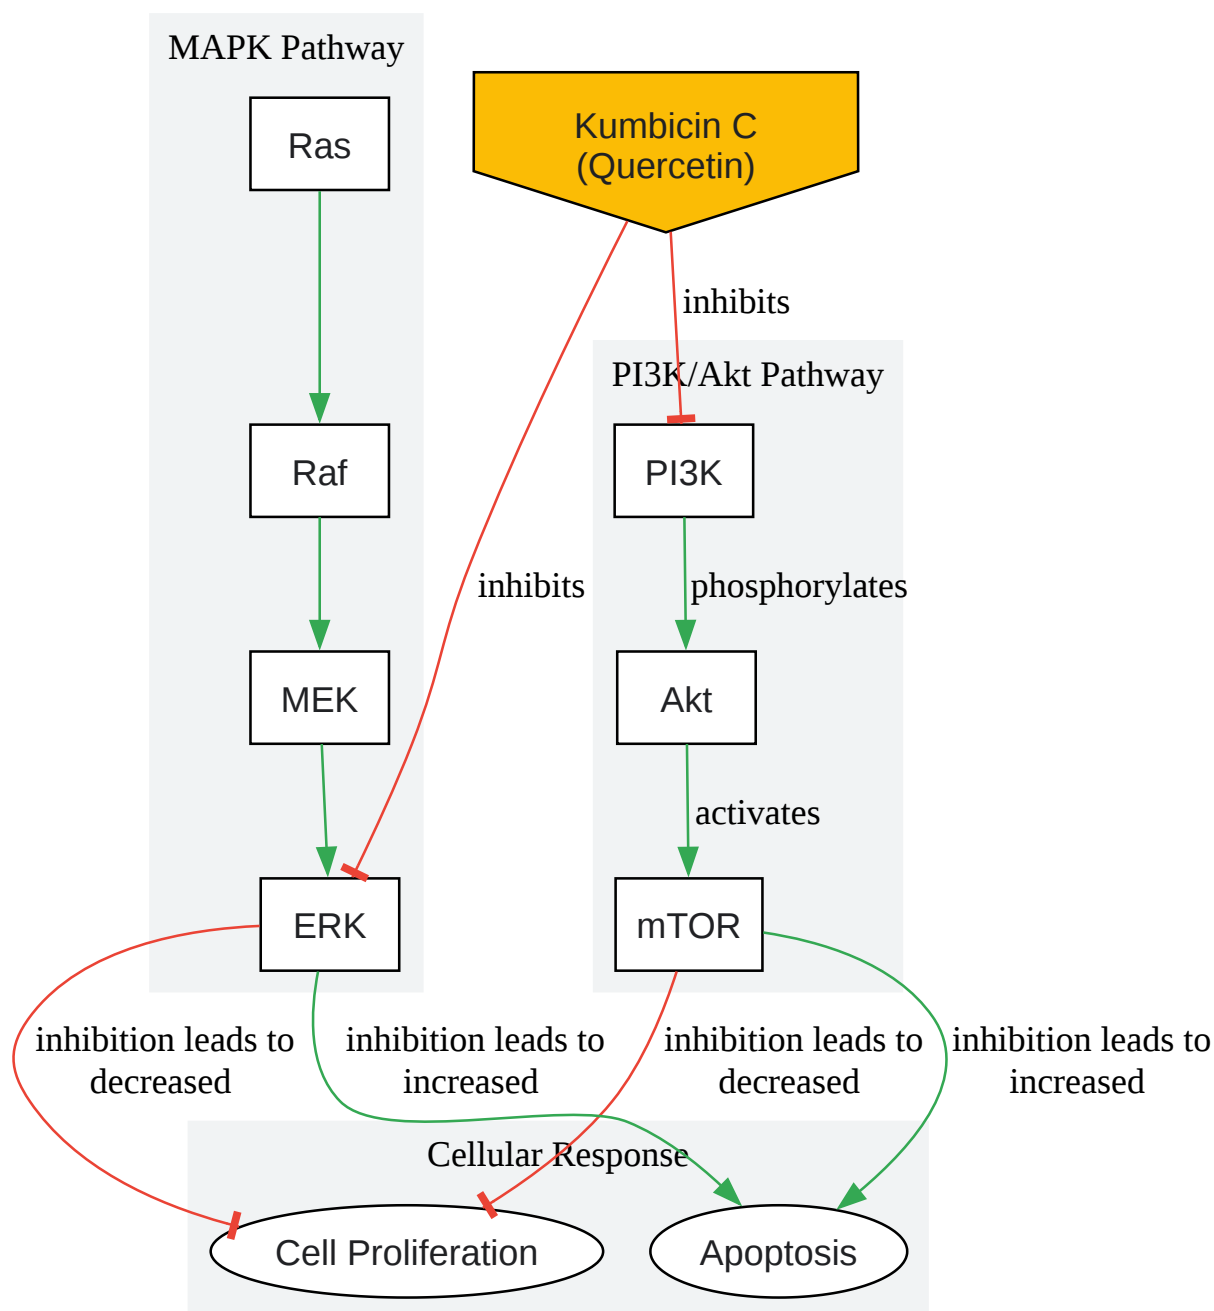 MAPK Pathway
Ras
Kumbicin C
(Quercetin)
inhibits
PI3K/Akt Pathway
Raf
PI3K
inhibits
phosphorylates
MEK
Akt
activates
ERK
mTOR
inhibition leads to
decreased
inhibition leads to
increased
inhibition leads to
decreased
inhibition leads to
increased
Cellular Response
Cell Proliferation
Apoptosis